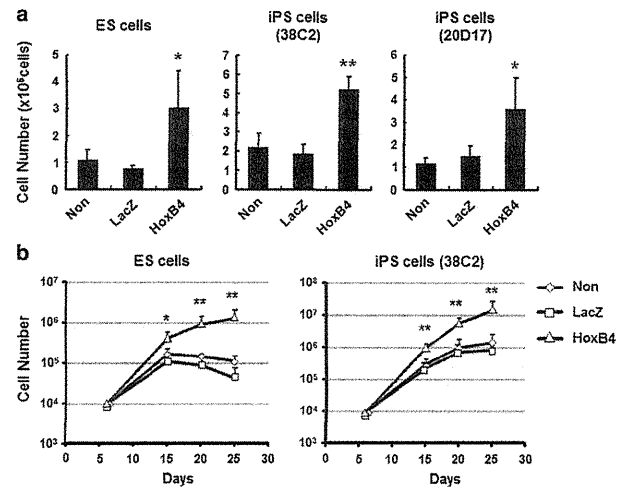 a
ES cells
iPS cells
(38C2)
iPS cells
(20D17)
Cell Number (x10⁵cells)
5
4
3
2
1
0
*
Non
LacZ
HoxB4
7
6
5
4
3
2
1
0
**
Non
LacZ
HoxB4
6
5
4
3
2
1
0
*
Non
LacZ
HoxB4
b
ES cells
iPS cells (38C2)
Cell Number
10⁷
10⁶
10⁵
10⁴
10³
* ** **
0 5 10 15 20 25 30
Days
10⁸
10⁷
10⁶
10⁵
10⁴
10³
** ** **
0 5 10 15 20 25 30
Days
Non
LacZ
HoxB4